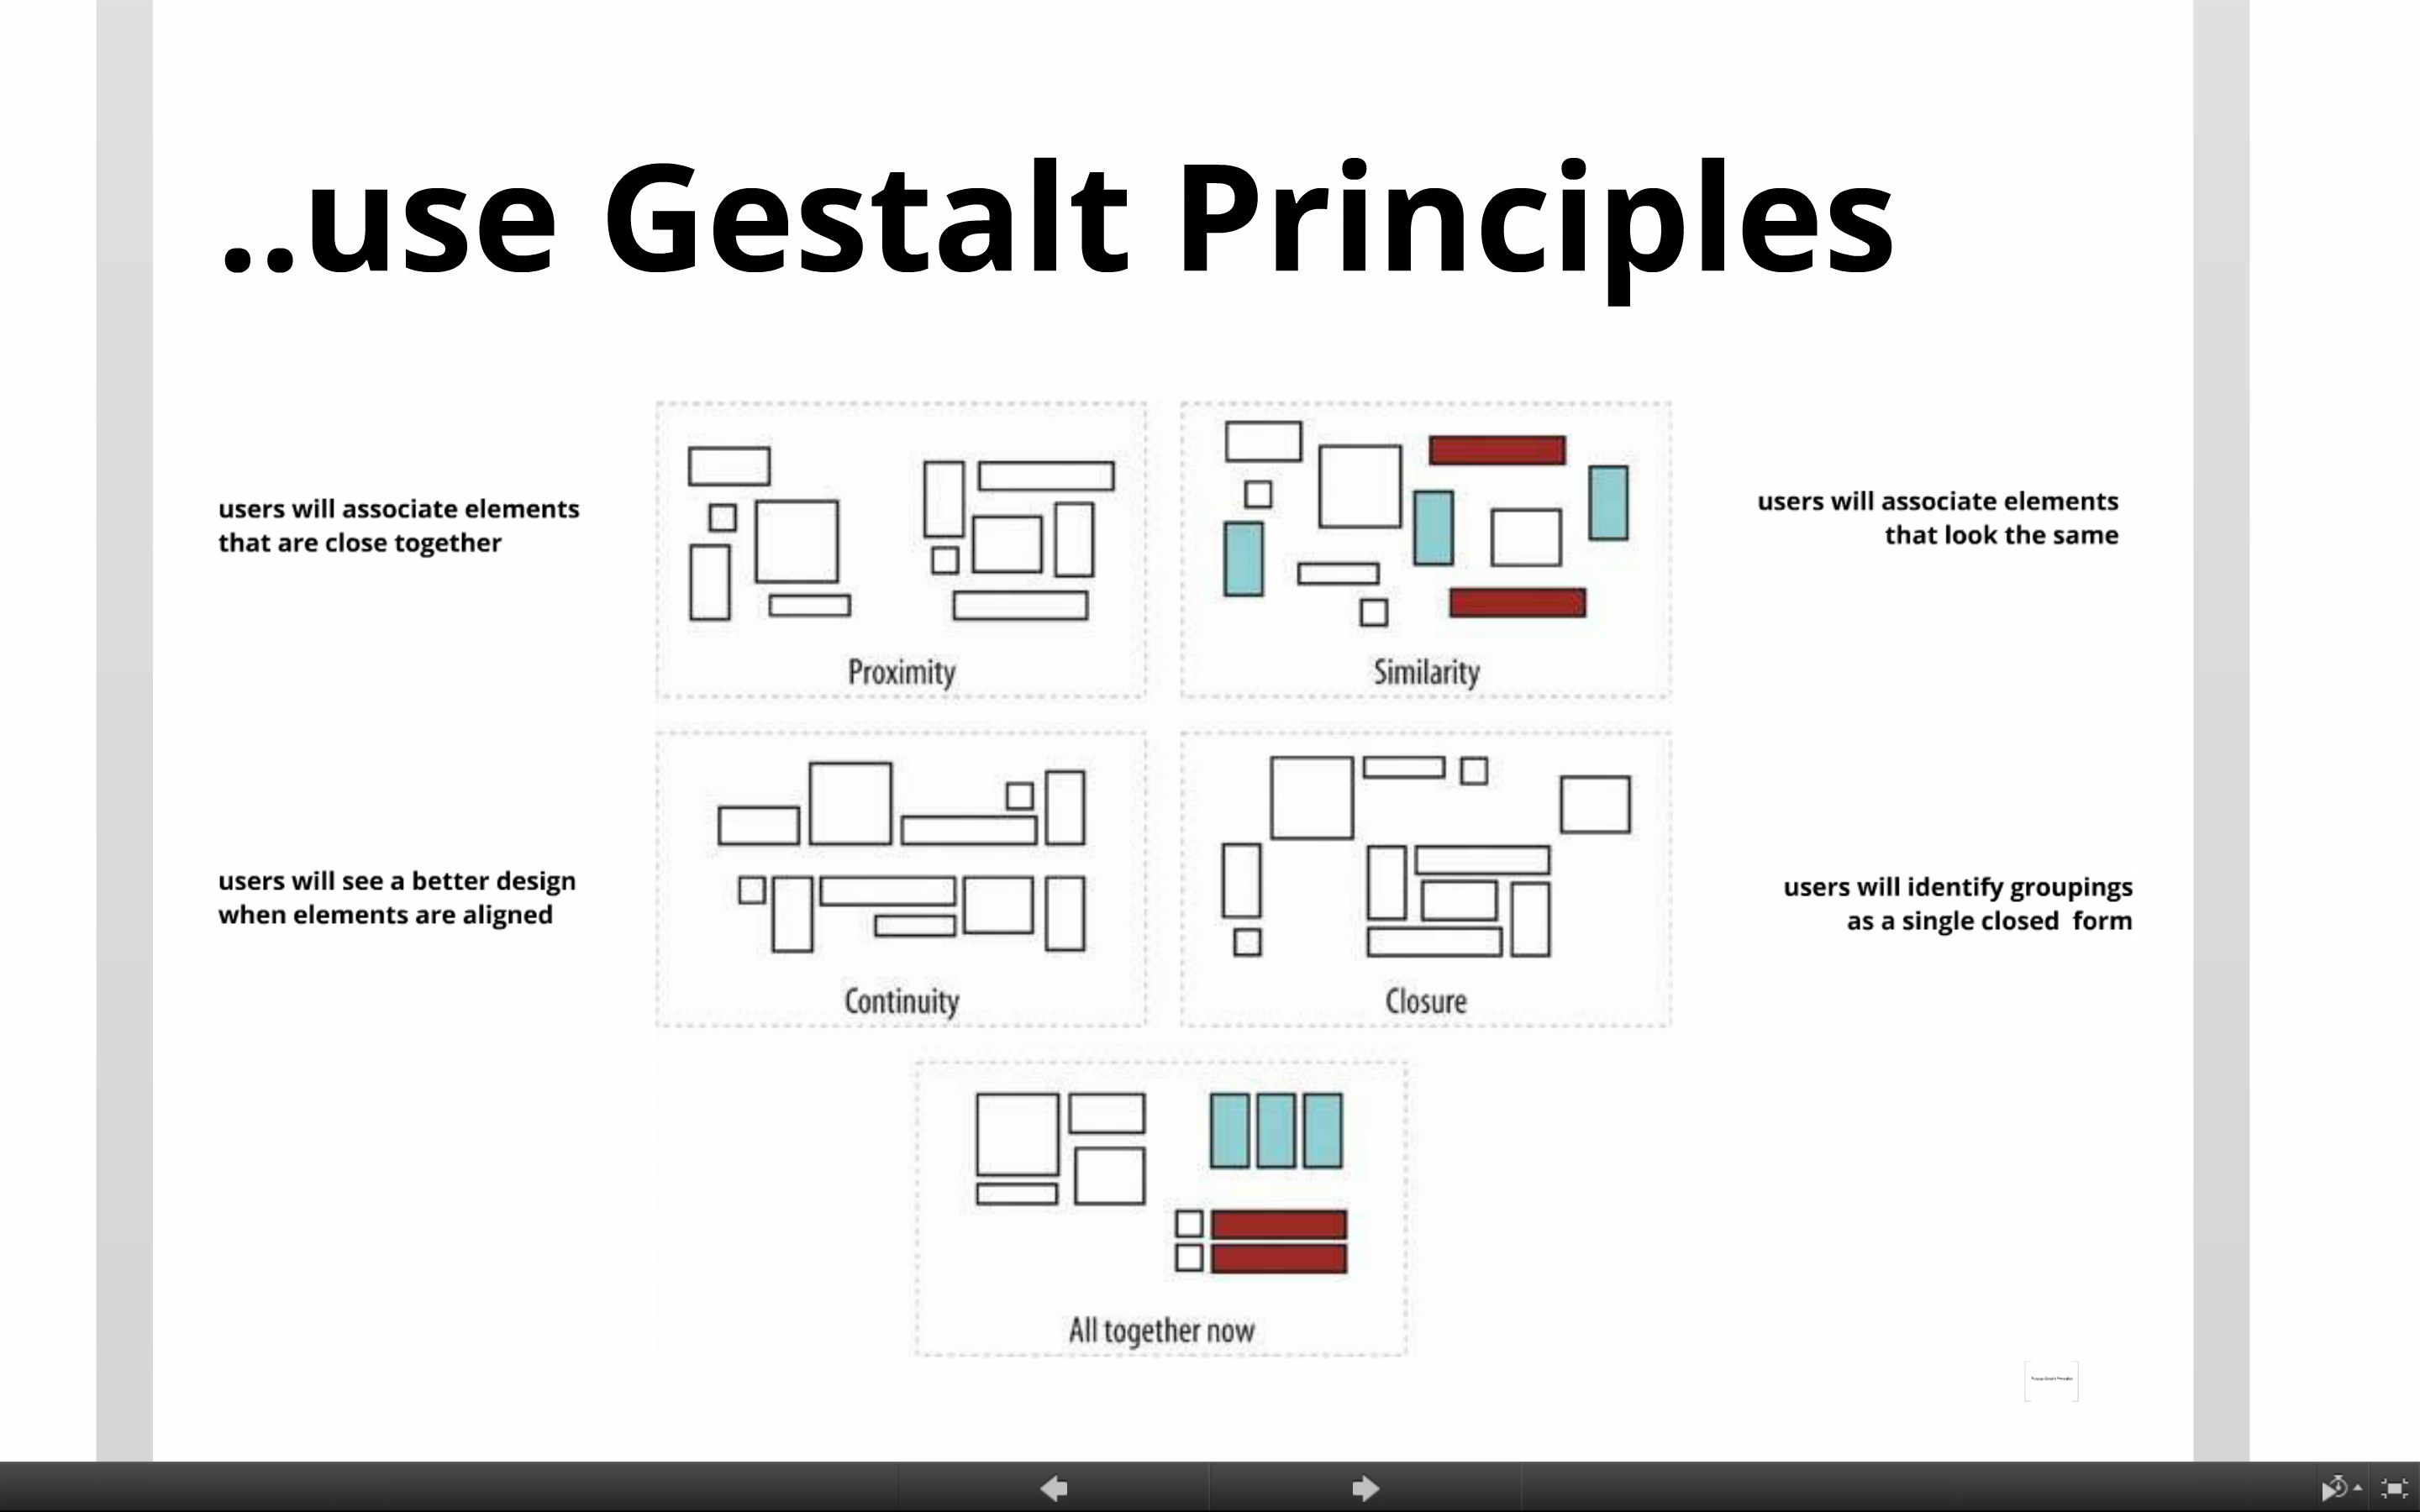 ..use Gestalt Principles
users will associate elements
that are close together
Proximity
Similarity
users will associate elements
that look the same
users will see a better design
when elements are aligned
Continuity
Closure
users will identify groupings
as a single closed  form
All together now